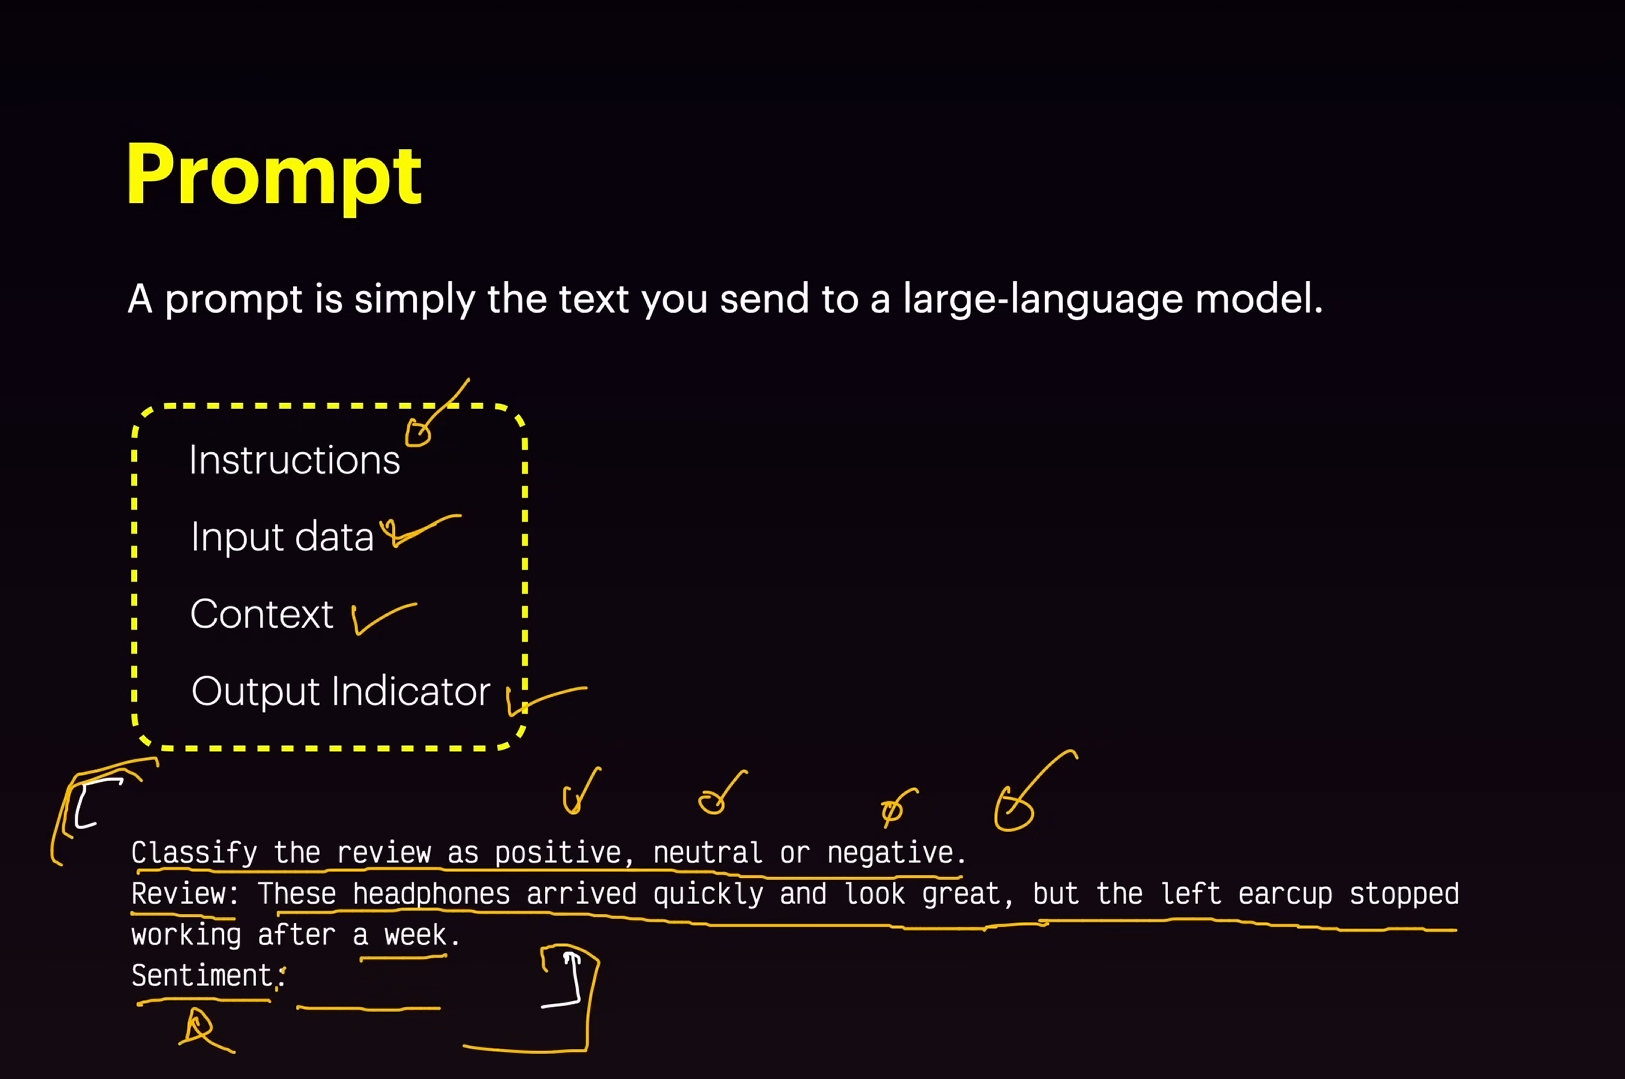 Prompt
A prompt is simply the text you send to a large-language model.
Instructions
Input data
Context
Output Indicator
Classify the review as positive, neutral or negative.
Review: These headphones arrived quickly and look great, but the left earcup stopped
working after a week.
Sentiment: